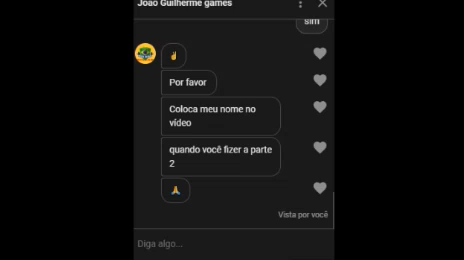 João Guilherme games
sim
✌
Por favor
Coloca meu nome no
vídeo
quando você fizer a parte
2
🙏
Vista por você
Diga algo...